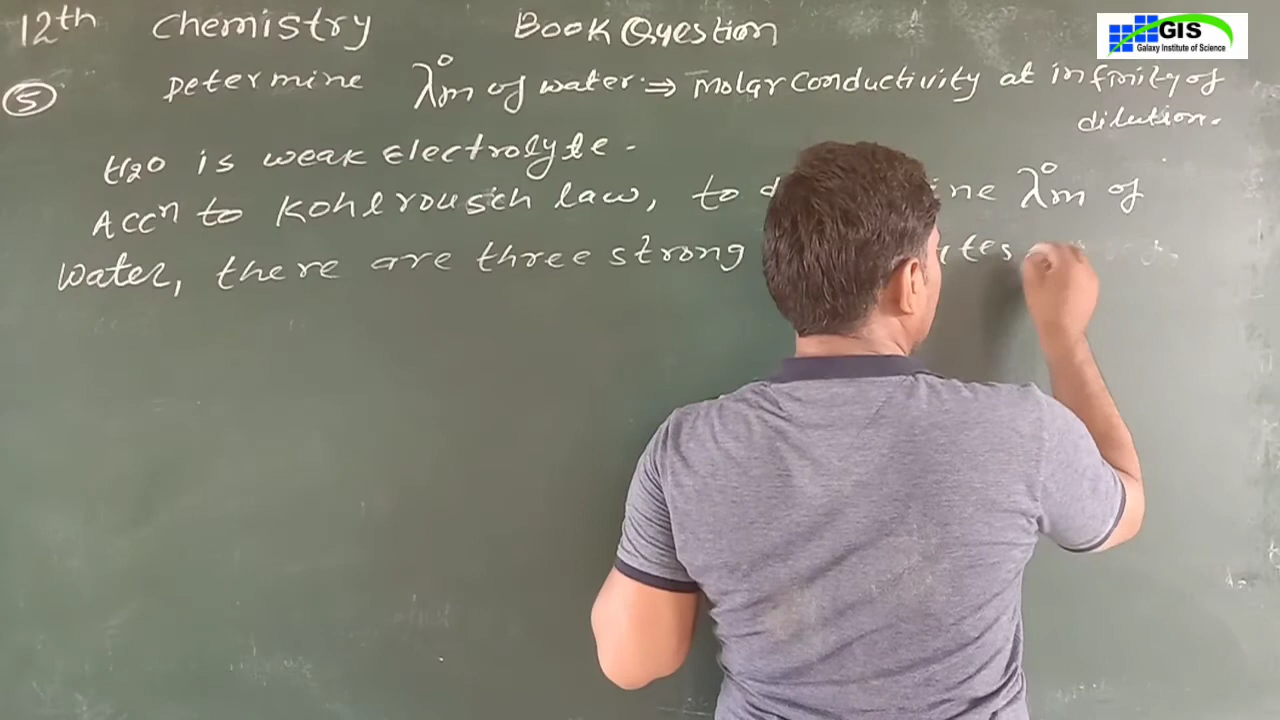 12th Chemistry Book Question
GIS
Galaxy Institute of Science
5 Determine λ°m of water ⇒ Molar conductivity at infinity of
dilution.
H2O is weak Electrolyte.
Accⁿ to Kohlrousch law, to ine λ°m of
water, there are three strong ytes